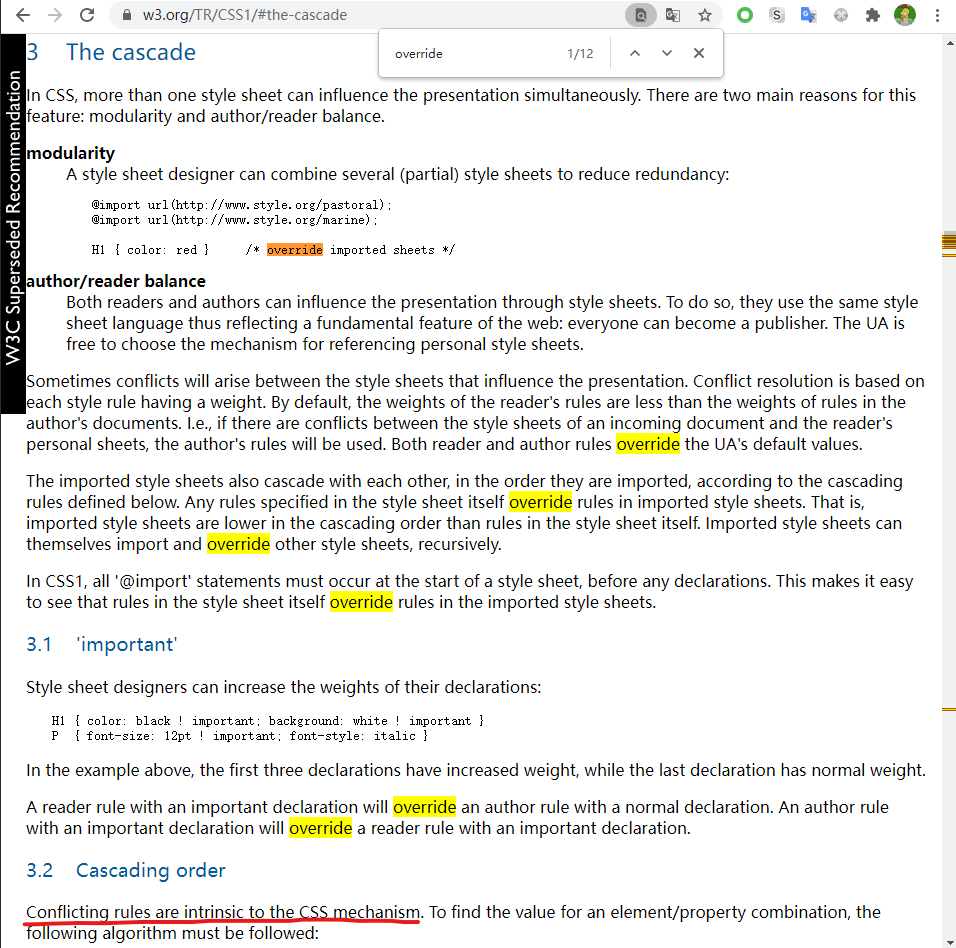 w3.org/TR/CSS1/#the-cascade
override 1/12
W3C Superseded Recommendation
3 The cascade
In CSS, more than one style sheet can influence the presentation simultaneously. There are two main reasons for this
feature: modularity and author/reader balance.
modularity
A style sheet designer can combine several (partial) style sheets to reduce redundancy:
@import url(http://www.style.org/pastoral);
@import url(http://www.style.org/marine);
H1 { color: red } /* override imported sheets */
author/reader balance
Both readers and authors can influence the presentation through style sheets. To do so, they use the same style
sheet language thus reflecting a fundamental feature of the web: everyone can become a publisher. The UA is
free to choose the mechanism for referencing personal style sheets.
Sometimes conflicts will arise between the style sheets that influence the presentation. Conflict resolution is based on
each style rule having a weight. By default, the weights of the reader's rules are less than the weights of rules in the
author's documents. I.e., if there are conflicts between the style sheets of an incoming document and the reader's
personal sheets, the author's rules will be used. Both reader and author rules override the UA's default values.
The imported style sheets also cascade with each other, in the order they are imported, according to the cascading
rules defined below. Any rules specified in the style sheet itself override rules in imported style sheets. That is,
imported style sheets are lower in the cascading order than rules in the style sheet itself. Imported style sheets can
themselves import and override other style sheets, recursively.
In CSS1, all '@import' statements must occur at the start of a style sheet, before any declarations. This makes it easy
to see that rules in the style sheet itself override rules in the imported style sheets.
3.1 'important'
Style sheet designers can increase the weights of their declarations:
H1 { color: black ! important; background: white ! important }
P { font-size: 12pt ! important; font-style: italic }
In the example above, the first three declarations have increased weight, while the last declaration has normal weight.
A reader rule with an important declaration will override an author rule with a normal declaration. An author rule
with an important declaration will override a reader rule with an important declaration.
3.2 Cascading order
Conflicting rules are intrinsic to the CSS mechanism. To find the value for an element/property combination, the
following algorithm must be followed: